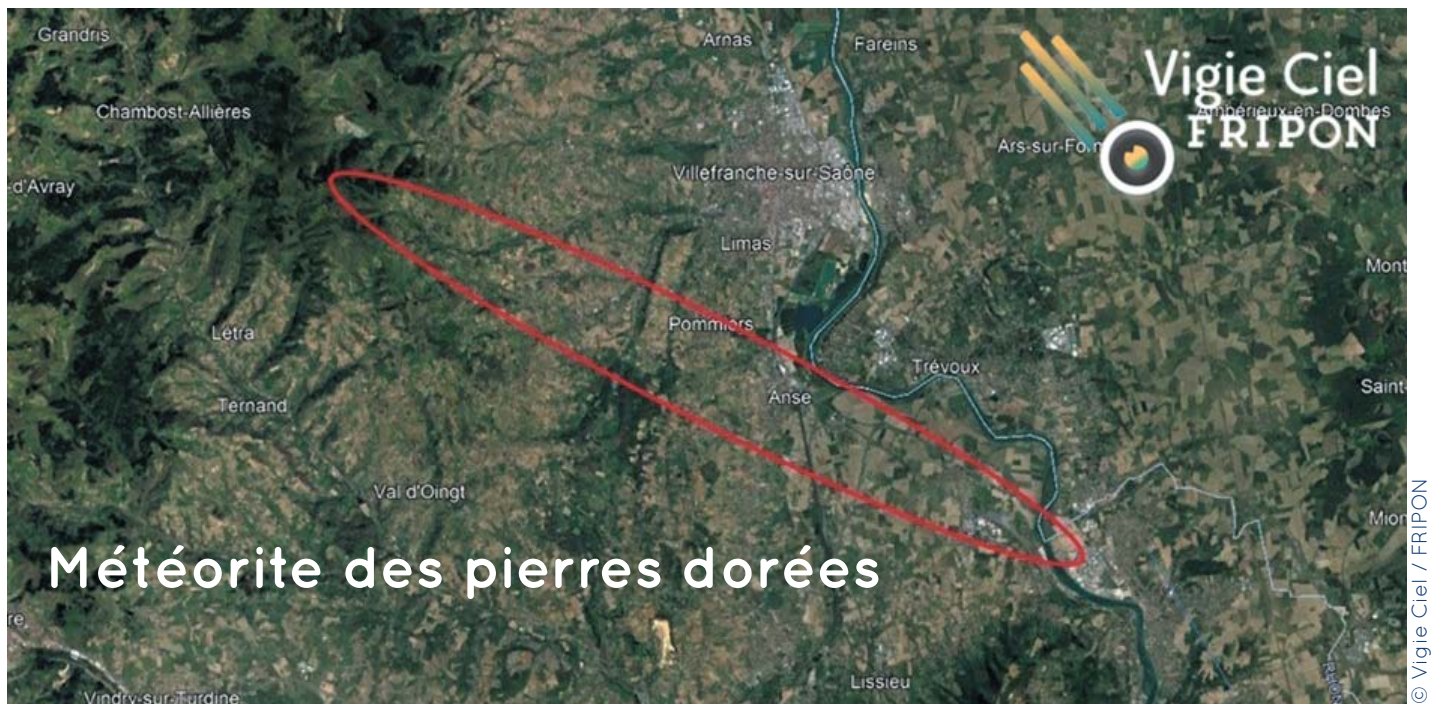 Grandris
Arnas
Fareins
Vigie Ciel
Chambost-Allières
Ambérieux-en-Dombes
FRIPON
Ars-sur-Form
-d'Avray
Villefranche-sur-Saône
Limas
Mont
Létra
Pommiers
Trévoux
Saint-
Anse
Ternand
Val d'Oingt
Mion
Météorite des pierres dorées
re,
Lissieu
Vindry-sur-Turdine
© Vigie Ciel / FRIPON